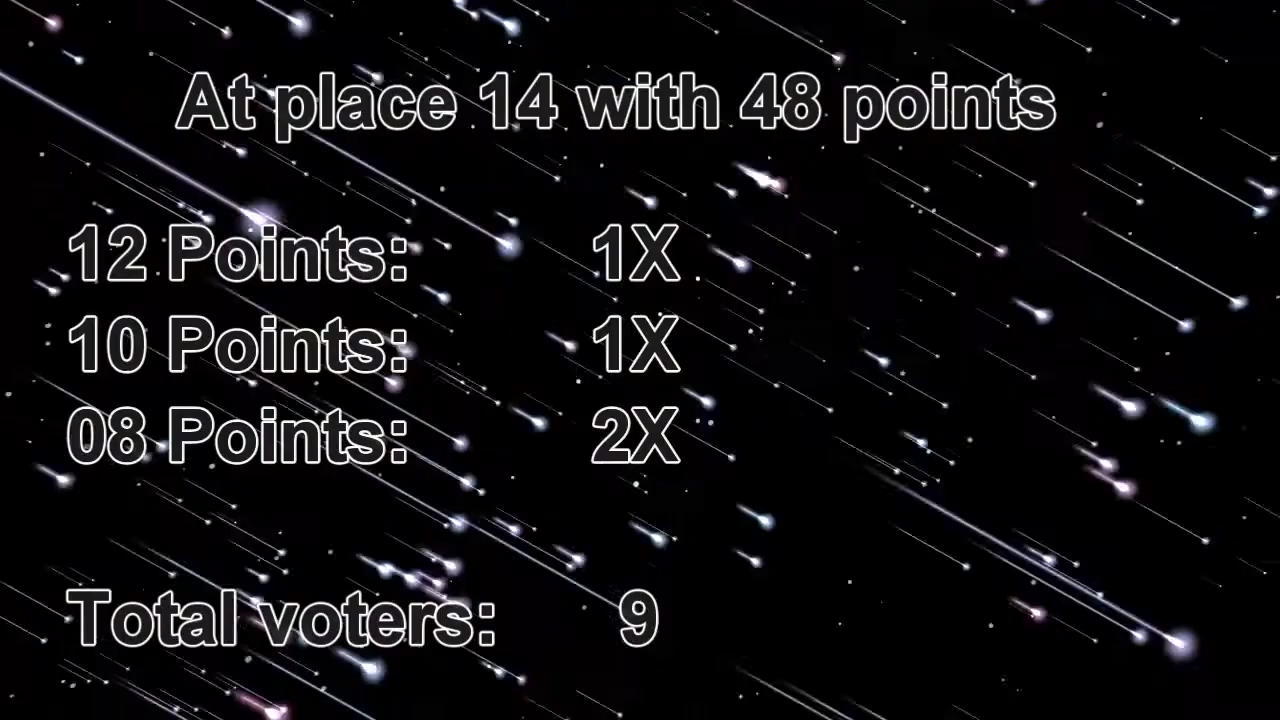 At place 14 with 48 points
12 Points: 1X
10 Points: 1X
08 Points: 2X
Total voters: 9